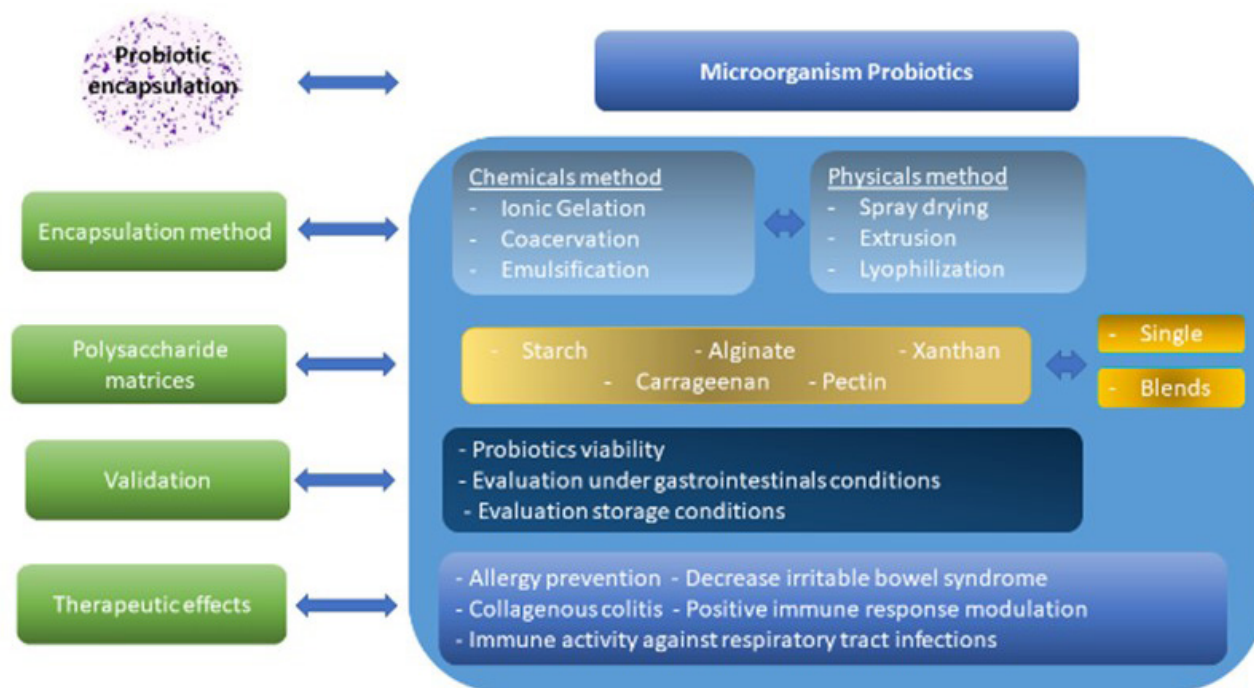 Probiotic
encapsulation
Microorganism Probiotics
Encapsulation method
Chemicals method
- Ionic Gelation
- Coacervation
- Emulsification
Physicals method
- Spray drying
- Extrusion
- Lyophilization
Polysaccharide
matrices
- Starch - Alginate - Xanthan
- Carrageenan - Pectin
- Single
- Blends
Validation
- Probiotics viability
- Evaluation under gastrointestinals conditions
- Evaluation storage conditions
Therapeutic effects
- Allergy prevention - Decrease irritable bowel syndrome
- Collagenous colitis - Positive immune response modulation
- Immune activity against respiratory tract infections